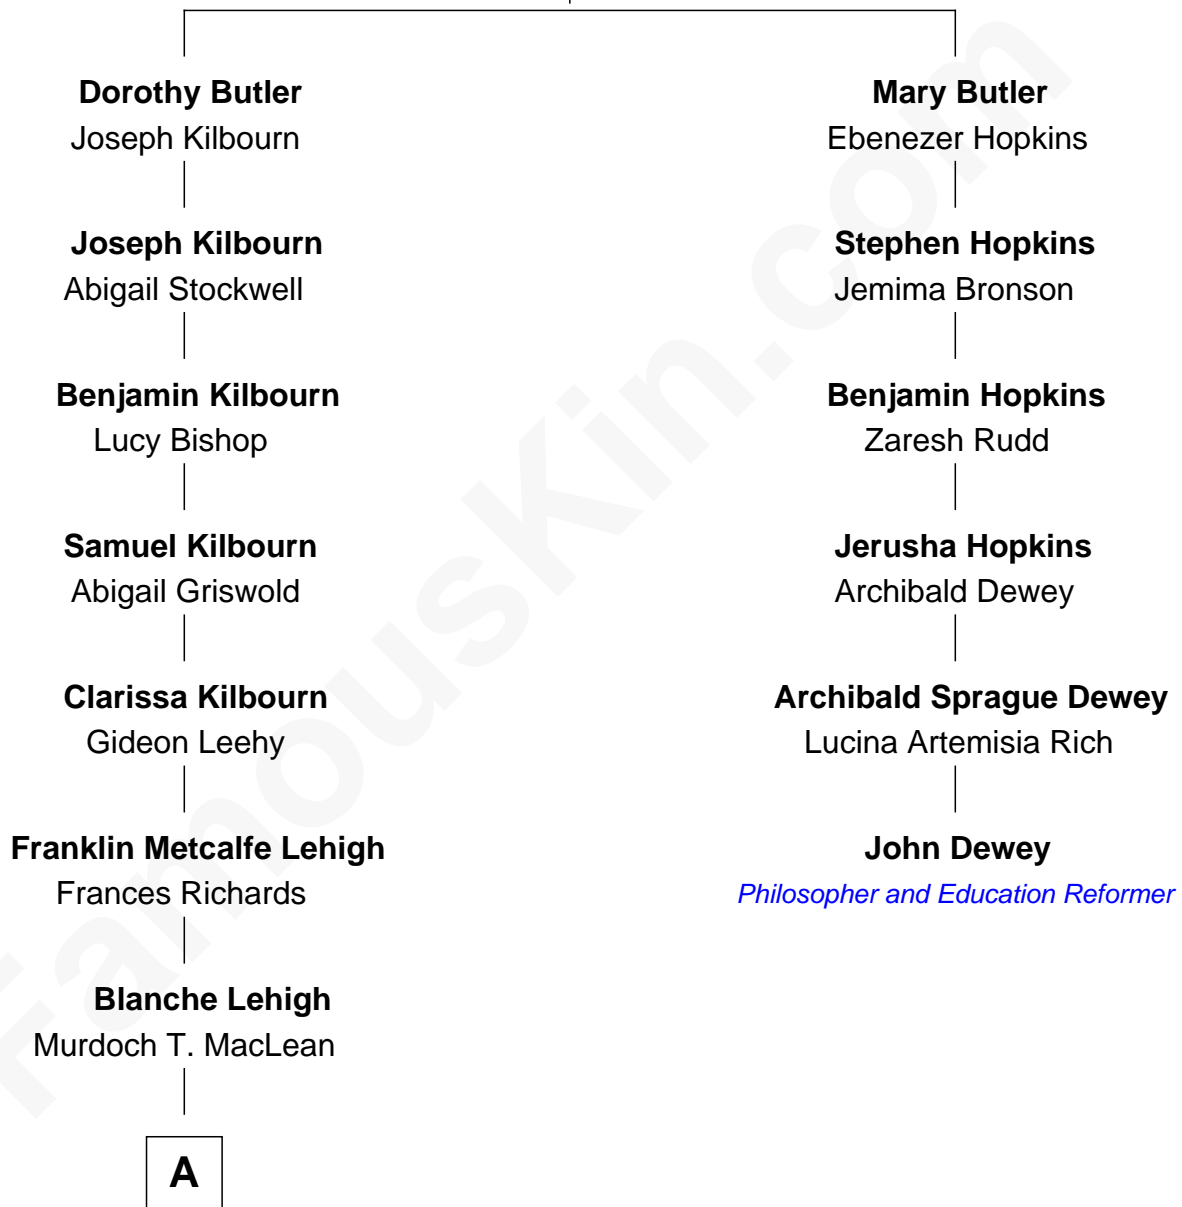 Dorothy Butler
Joseph Kilbourn
Mary Butler
Ebenezer Hopkins
Joseph Kilbourn
Abigail Stockwell
Stephen Hopkins
Jemima Bronson
Benjamin Kilbourn
Lucy Bishop
Benjamin Hopkins
Zaresh Rudd
Samuel Kilbourn
Abigail Griswold
Jerusha Hopkins
Archibald Dewey
Clarissa Kilbourn
Gideon Leehy
Archibald Sprague Dewey
Lucina Artemisia Rich
Franklin Metcalfe Lehigh
Frances Richards
John Dewey
Philosopher and Education Reformer
Blanche Lehigh
Murdoch T. MacLean
A
FamousKin.com